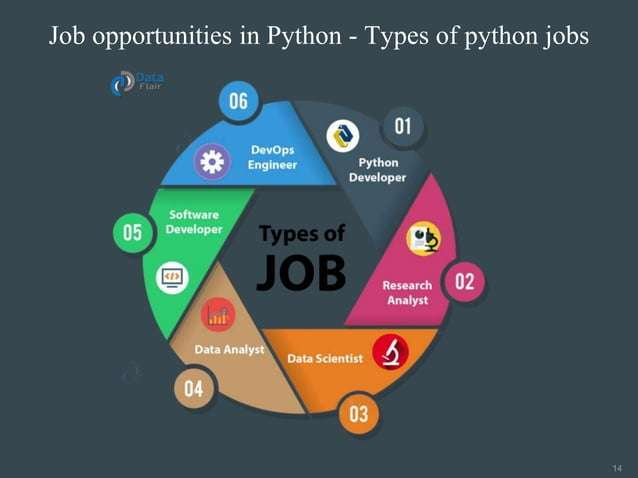 Job opportunities in Python - Types of python jobs
Data
Flair
06
DevOps
Engineer
01
Python
Developer
05
Software
Developer
Types of
JOB
02
Research
Analyst
Data Analyst
Data Scientist
04
03
14